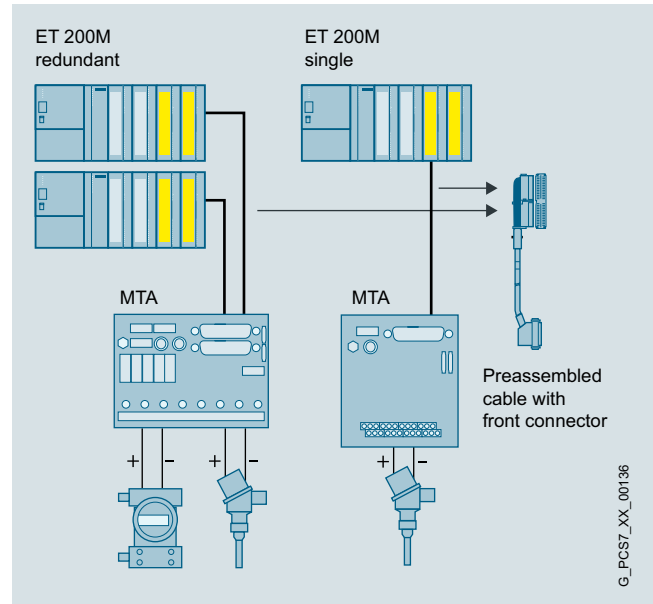 ET 200M
redundant
ET 200M
single
MTA
MTA
Preassembled
cable with
front connector
+ −
+ −
+ −
G_PCS7_XX_00136